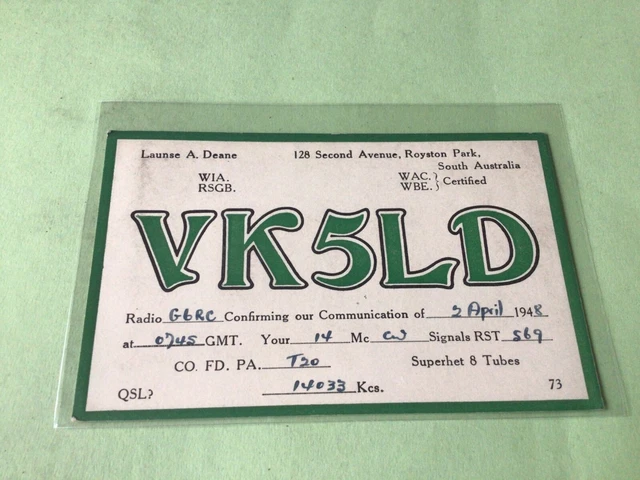 Launse A. Deane 128 Second Avenue, Royston Park,
South Australia
WIA. WAC. } Certified
RSGB. WBE.
VK5LD
Radio G6RC Confirming our Communication of 2 April 1948
at 0745 GMT. Your 14 Mc CW Signals RST 569
CO. FD. PA. T20 Superhet 8 Tubes
14033 Kcs.
QSL? 73